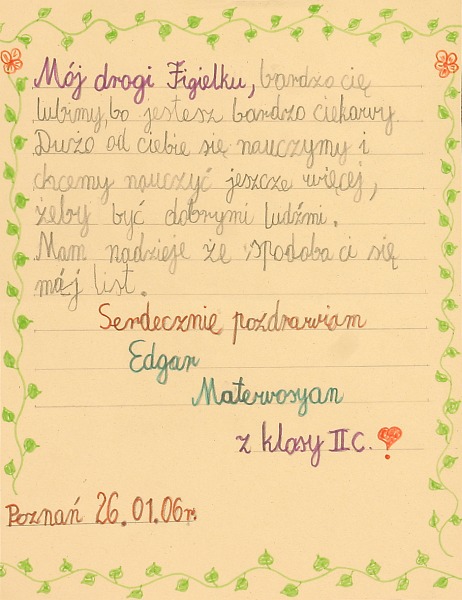 Mój drogi Figielku, bardzo cię
lubimy, bo jesteś bardzo ciekawy.
Dużo od ciebie się nauczymy i
chcemy nauczyć jeszcze więcej,
żeby być dobrymi ludźmi.
Mam nadzieje że spodoba ci się
mój list.
Serdecznie pozdrawiam
Edgar
Matewosyan
z klasy II c.
Poznań 26.01.06r.